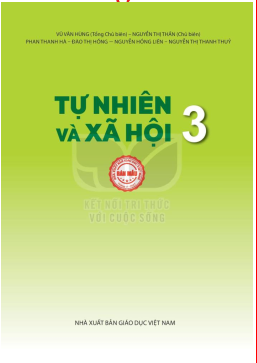 VŨ VĂN HÙNG (Tổng Chủ biên) – NGUYỄN THỊ THẤN (Chủ biên)
PHAN THANH HÀ – ĐÀO THỊ HỒNG – NGUYỄN HỒNG LIÊN – NGUYỄN THỊ THANH THUỶ
TỰ NHIÊN
VÀ XÃ HỘI 3
BẢN MẪU
KẾT NỐI TRI THỨC
VỚI CUỘC SỐNG
NHÀ XUẤT BẢN GIÁO DỤC VIỆT NAM